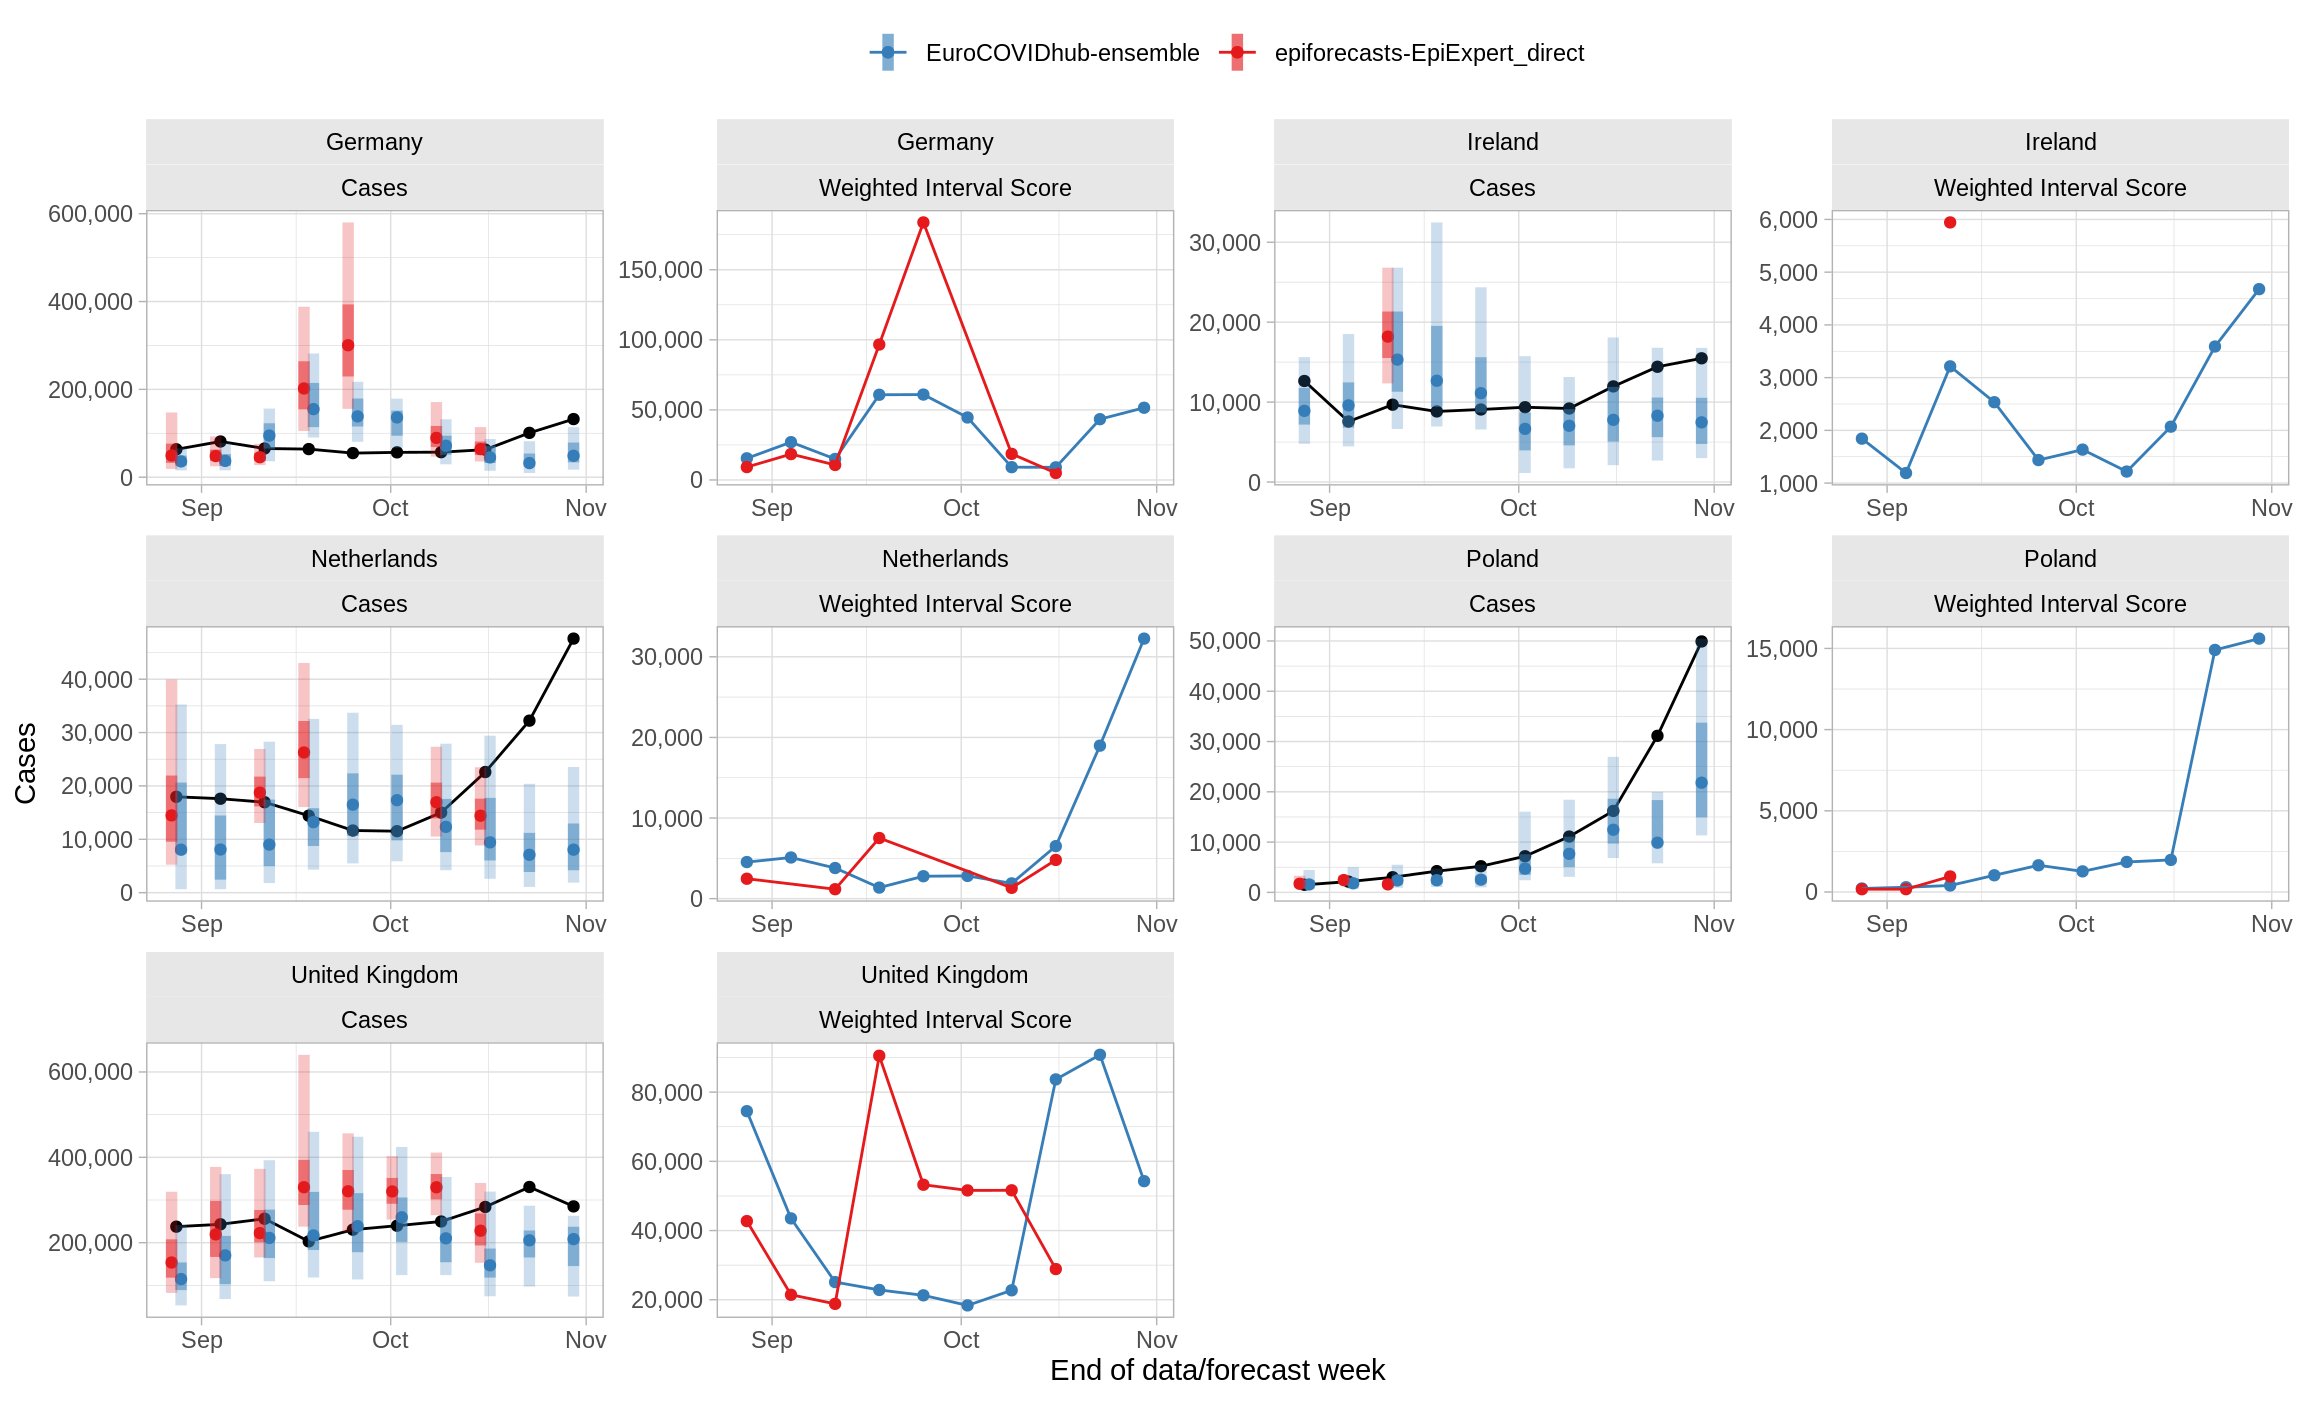 EuroCOVIDhub-ensemble epiforecasts-EpiExpert_direct
Germany
Cases
600,000
400,000
200,000
0
Sep Oct Nov
Germany
Weighted Interval Score
150,000
100,000
50,000
0
Sep Oct Nov
Ireland
Cases
30,000
20,000
10,000
0
Sep Oct Nov
Ireland
Weighted Interval Score
6,000
5,000
4,000
3,000
2,000
1,000
Sep Oct Nov
Cases
Netherlands
Cases
40,000
30,000
20,000
10,000
0
Sep Oct Nov
Netherlands
Weighted Interval Score
30,000
20,000
10,000
0
Sep Oct Nov
Poland
Cases
50,000
40,000
30,000
20,000
10,000
0
Sep Oct Nov
Poland
Weighted Interval Score
15,000
10,000
5,000
0
Sep Oct Nov
United Kingdom
Cases
600,000
400,000
200,000
Sep Oct Nov
United Kingdom
Weighted Interval Score
80,000
60,000
40,000
20,000
Sep Oct Nov
End of data/forecast week